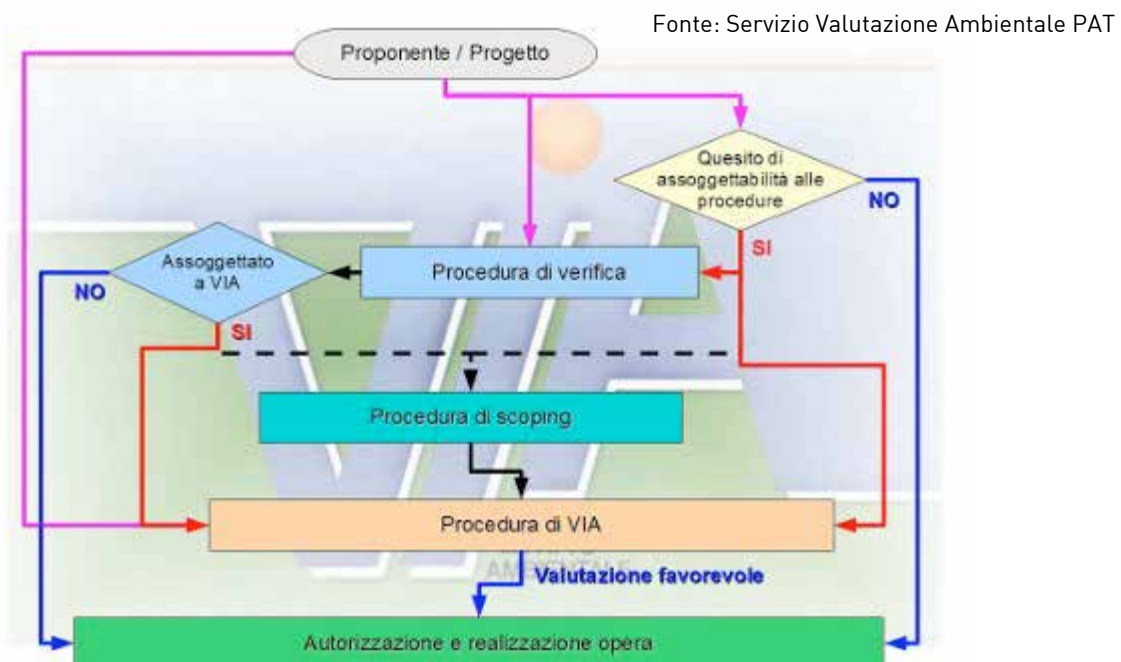 Fonte: Servizio Valutazione Ambientale PAT
Proponente / Progetto
Quesito di
assoggettabilità alle
procedure
NO
SI
Assoggettato
a VIA
Procedura di verifica
NO
SI
Procedura di scoping
Procedura di VIA
AMBIENTALE
Valutazione favorevole
Autorizzazione e realizzazione opera